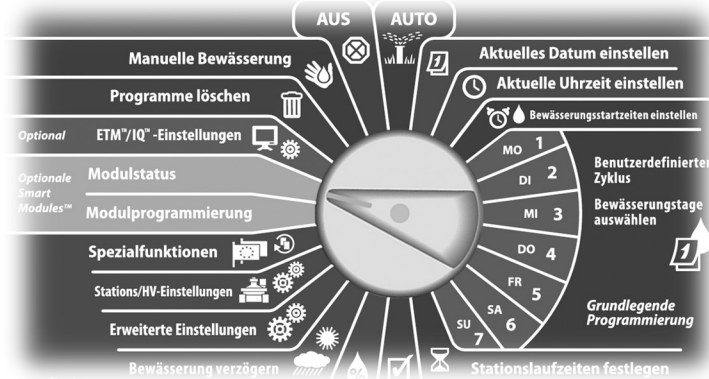 AUS
AUTO
Manuelle Bewässerung
Programme löschen
Optional
ETM™/IQ™ -Einstellungen
Optionale
Smart
Modules™
Modulstatus
Modulprogrammierung
Spezialfunktionen
Stations/HV-Einstellungen
Erweiterte Einstellungen
Bewässerung verzögern
%
Aktuelles Datum einstellen
Aktuelle Uhrzeit einstellen
Bewässerungsstartzeiten einstellen
MO 1
DI 2
MI 3
DO 4
FR 5
SA 6
SU 7
Benutzerdefinierter
Zyklus
Bewässerungstage
auswählen
1
Grundlegende
Programmierung
Stationslaufzeiten festlegen